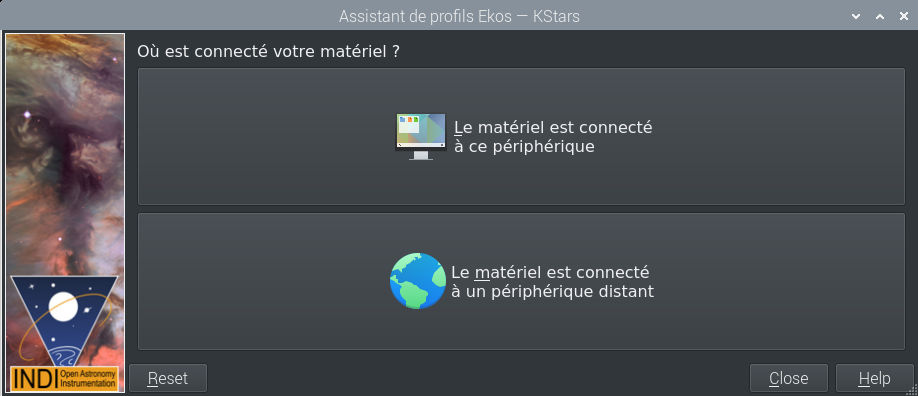 Assistant de profils Ekos — KStars
Où est connecté votre matériel ?
Le matériel est connecté
à ce périphérique
Le matériel est connecté
à un périphérique distant
INDI
Open Astronomy
Instrumentation
Reset
Close
Help